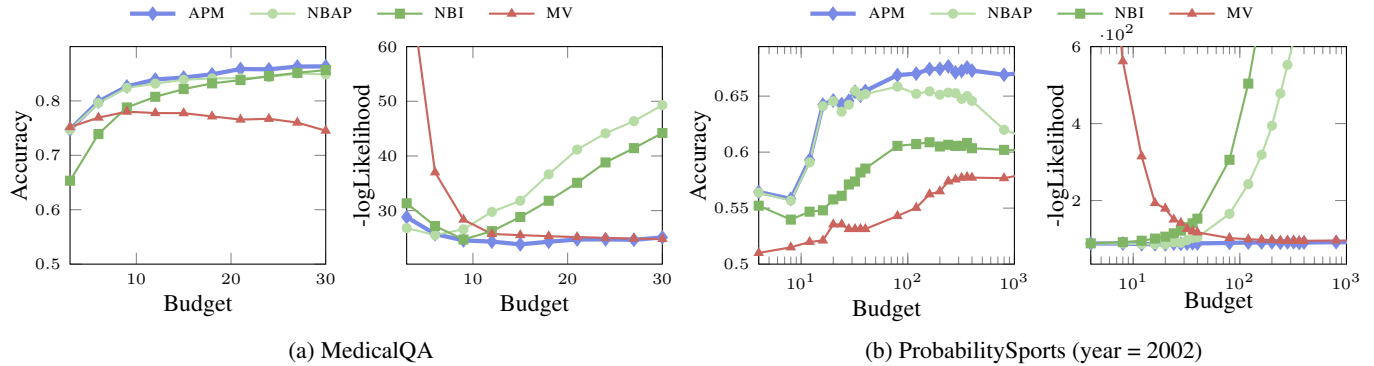 APM NBAP NBI MV
APM NBAP NBI MV
0.8
0.7
0.6
0.5
Accuracy
10 20 30
Budget
60
50
40
30
-logLikelihood
10 20 30
Budget
0.65
0.6
0.55
0.5
Accuracy
10¹ 10² 10³
Budget
·10²
6
4
2
-logLikelihood
10¹ 10² 10³
Budget
(a) MedicalQA
(b) ProbabilitySports (year = 2002)